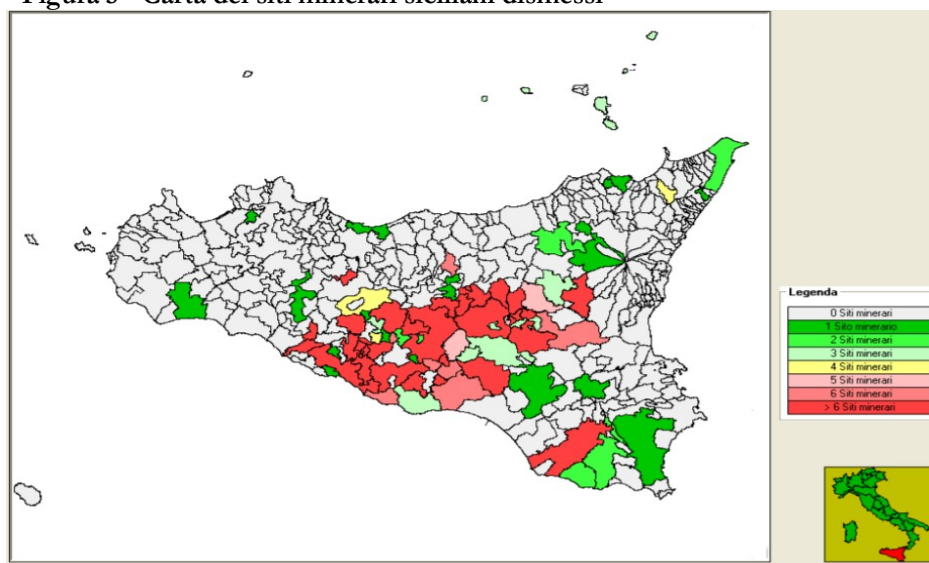 Figura 3 - Carta dei siti minerari siciliani dismessi
Legenda
0 Siti minerari
1 Sito minerario
2 Siti minerari
3 Siti minerari
4 Siti minerari
5 Siti minerari
6 Siti minerari
> 6 Siti minerari